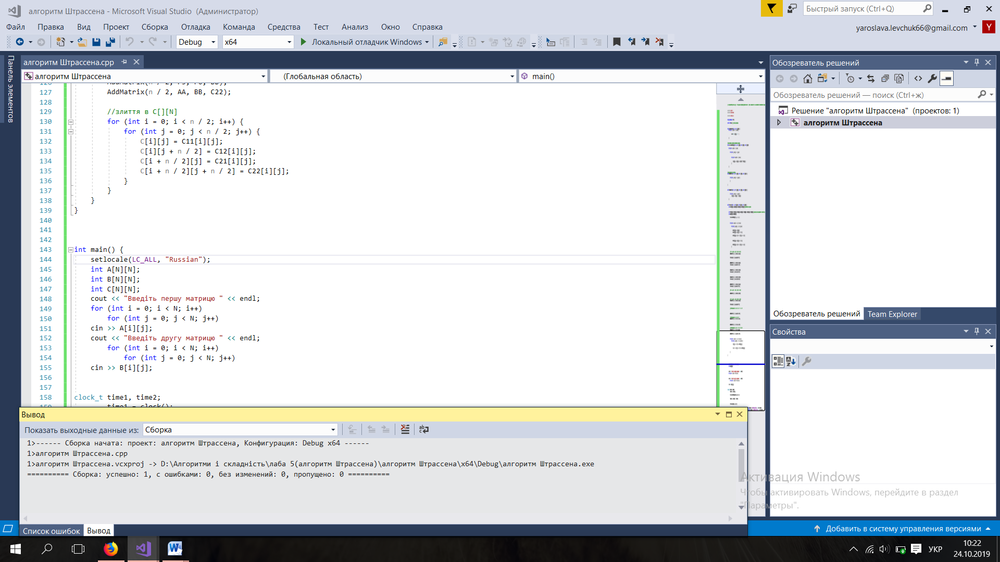 алгоритм Штрассена - Microsoft Visual Studio (Администратор)
Быстрый запуск (Ctrl+Q)
Файл Правка Вид Проект Сборка Отладка Команда Средства Тест Анализ Окно Справка
yaroslava.levchuk66@gmail.com Y
Debug x64 Локальный отладчик Windows
Панель элементов
алгоритм Штрассена.cpp
алгоритм Штрассена (Глобальная область) main()
127 AddMatrix(n / 2, AA, BB, C22);
128
129 //злиття в C[][N]
130 for (int i = 0; i < n / 2; i++) {
131 for (int j = 0; j < n / 2; j++) {
132 C[i][j] = C11[i][j];
133 C[i][j + n / 2] = C12[i][j];
134 C[i + n / 2][j] = C21[i][j];
135 C[i + n / 2][j + n / 2] = C22[i][j];
136 }
137 }
138 }
139 }
140
141
142
143 int main() {
144 setlocale(LC_ALL, "Russian");
145 int A[N][N];
146 int B[N][N];
147 int C[N][N];
148 cout << "Введіть першу матрицю " << endl;
149 for (int i = 0; i < N; i++)
150 for (int j = 0; j < N; j++)
151 cin >> A[i][j];
152 cout << "Введіть другу матрицю " << endl;
153 for (int i = 0; i < N; i++)
154 for (int j = 0; j < N; j++)
155 cin >> B[i][j];
156
157
158 clock_t time1, time2;
159 time1 = clock();
Обозреватель решений
Обозреватель решений — поиск (Ctrl+ж)
Решение "алгоритм Штрассена" (проектов: 1)
алгоритм Штрассена
Обозреватель решений Team Explorer
Свойства
Вывод
Показать выходные данные из: Сборка
1>------ Сборка начата: проект: алгоритм Штрассена, Конфигурация: Debug x64 ------
1>алгоритм Штрассена.cpp
1>алгоритм Штрассена.vcxproj -> D:\Алгоритми і складність\лаба 5(алгоритм Штрассена)\алгоритм Штрассена\x64\Debug\алгоритм Штрассена.exe
========== Сборка: успешно: 1, с ошибками: 0, без изменений: 0, пропущено: 0 ==========
Активация Windows
Чтобы активировать Windows, перейдите в раздел
"Параметры".
Список ошибок Вывод
Добавить в систему управления версиями
УКР
10:22
24.10.2019